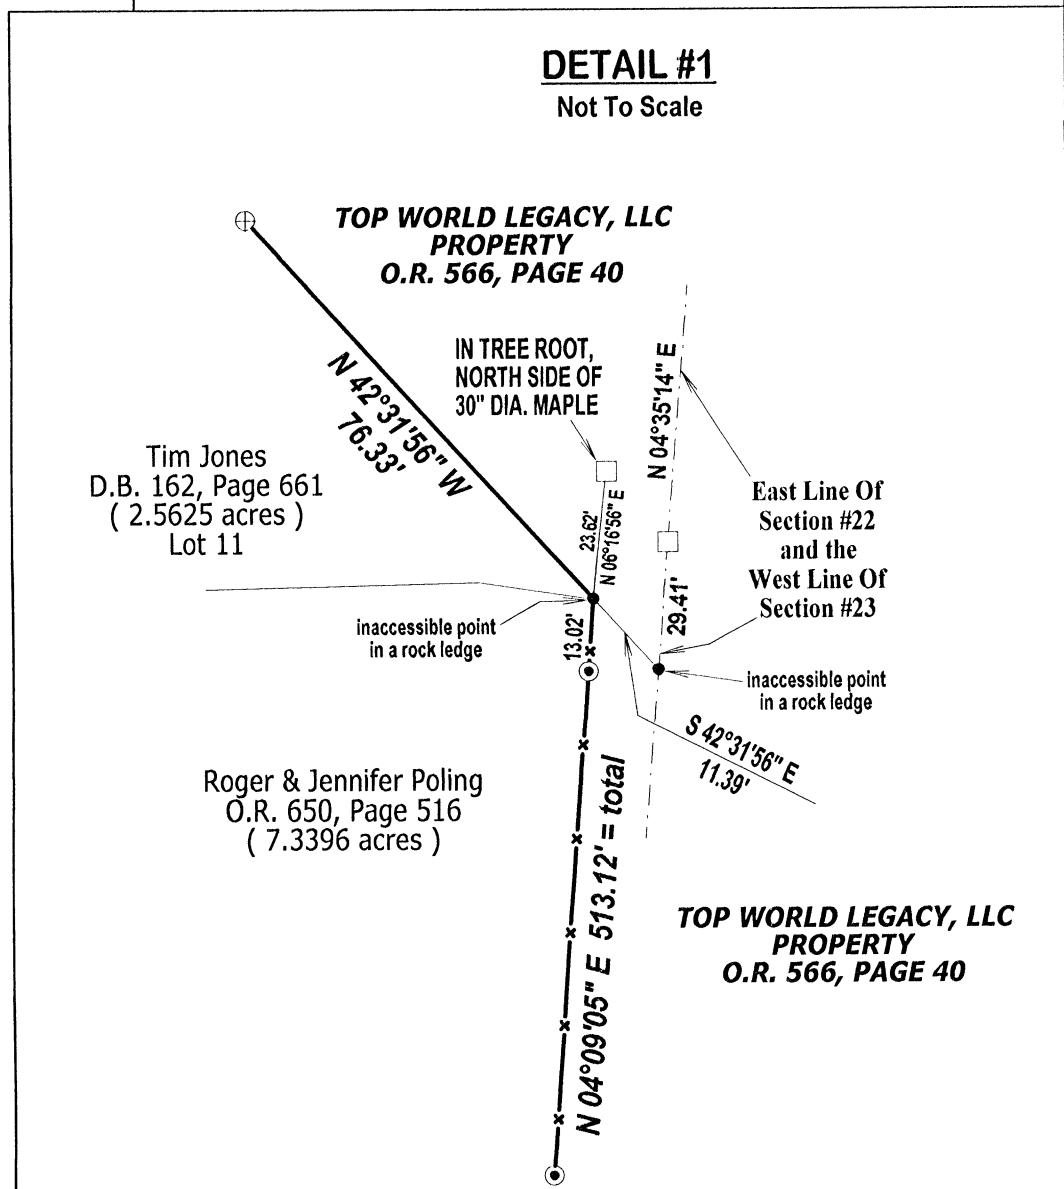 DETAIL #1
Not To Scale
TOP WORLD LEGACY, LLC
PROPERTY
O.R. 566, PAGE 40
IN TREE ROOT,
NORTH SIDE OF
30" DIA. MAPLE
N 42°31'56" W
76.33'
N 04°35'14" E
Tim Jones
D.B. 162, Page 661
( 2.5625 acres )
Lot 11
23.62'
N 06°16'56" E
East Line Of
Section #22
and the
West Line Of
Section #23
29.41'
inaccessible point
in a rock ledge
13.02'
inaccessible point
in a rock ledge
S 42°31'56" E
11.39'
Roger & Jennifer Poling
O.R. 650, Page 516
( 7.3396 acres )
N 04°09'05" E 513.12' = total
TOP WORLD LEGACY, LLC
PROPERTY
O.R. 566, PAGE 40